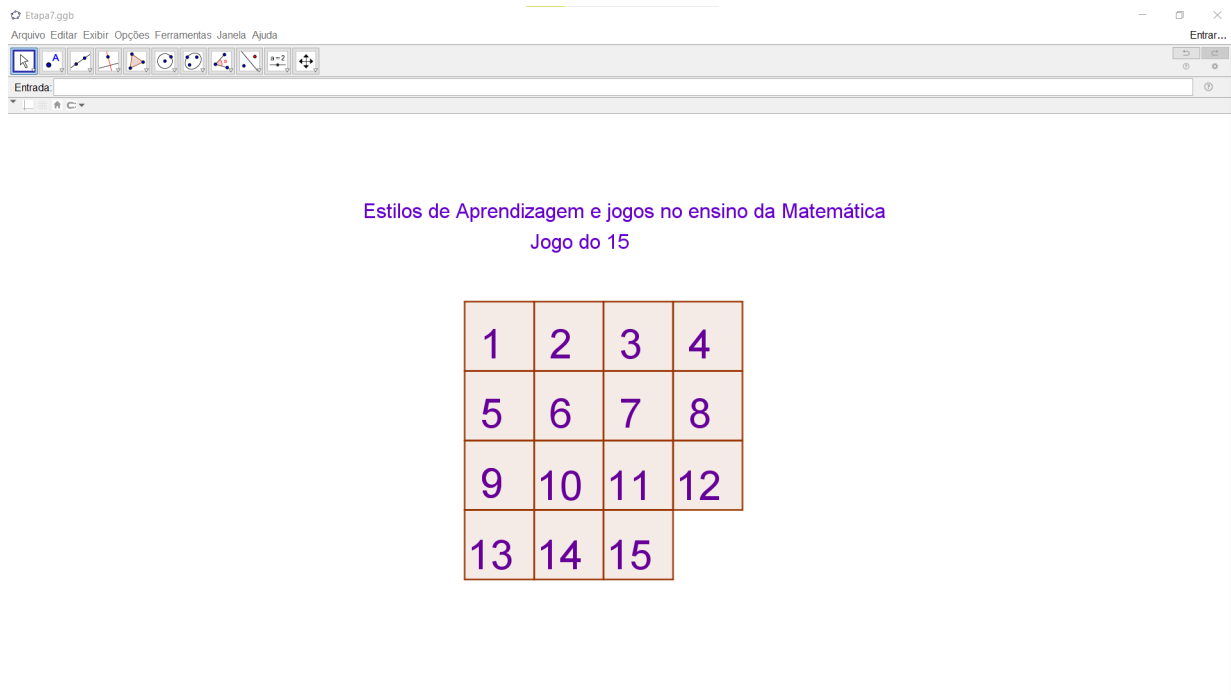 Etapa7.ggb
Arquivo Editar Exibir Opções Ferramentas Janela Ajuda
Entrar...
A
a=2
Entrada:
Estilos de Aprendizagem e jogos no ensino da Matemática
Jogo do 15
1 2 3 4
5 6 7 8
9 10 11 12
13 14 15